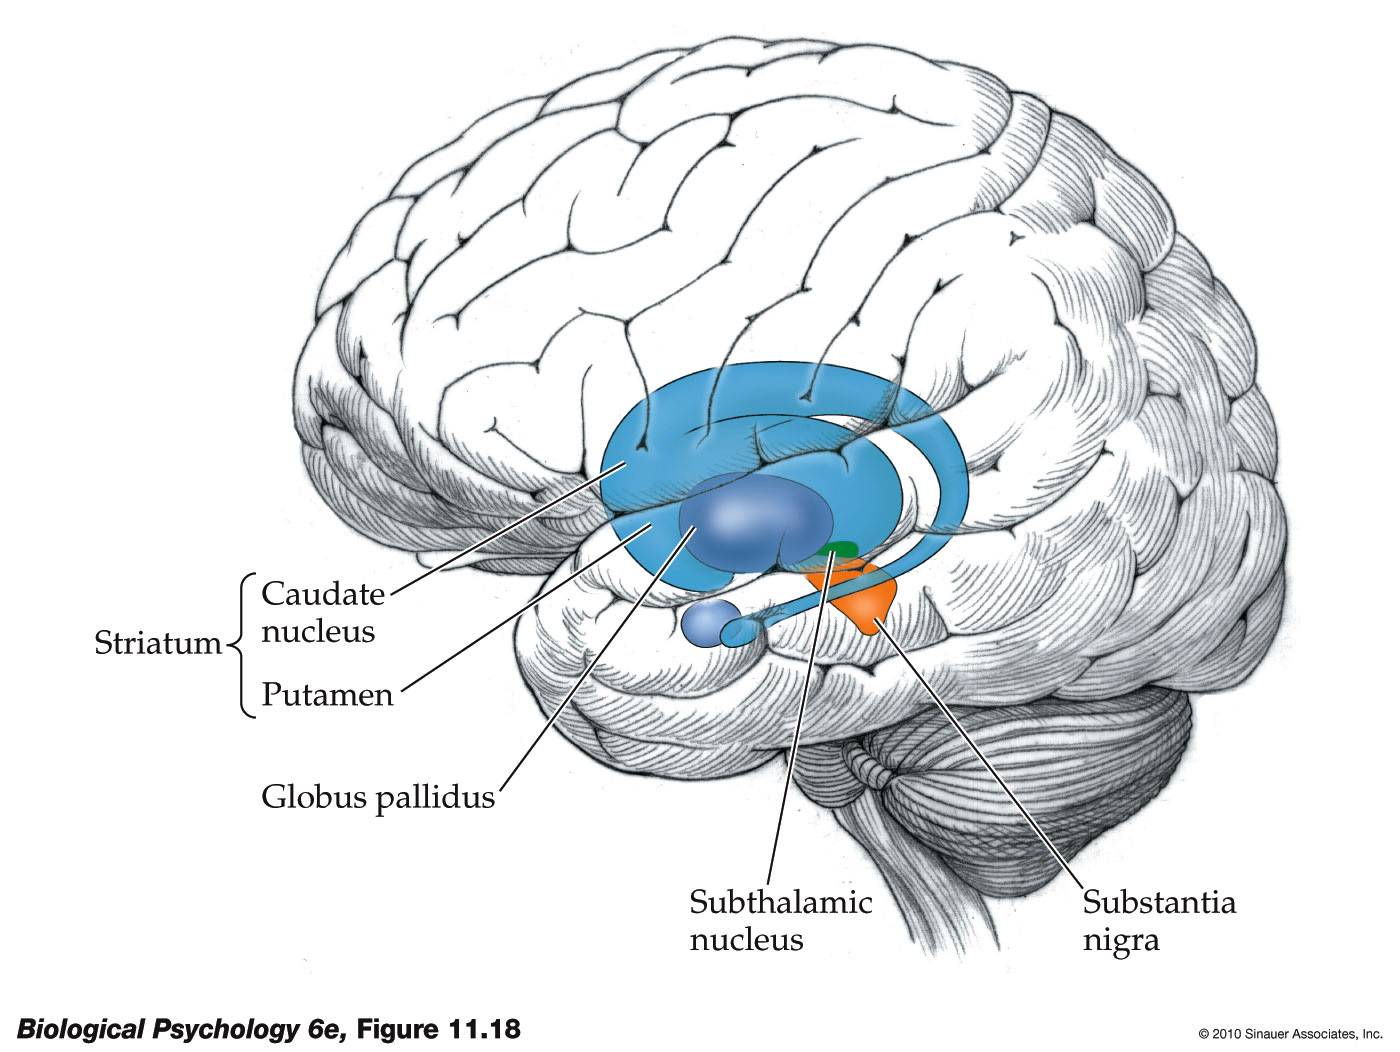 Caudate
nucleus
Striatum
Putamen
Globus pallidus
Subthalamic
nucleus
Substantia
nigra
Biological Psychology 6e, Figure 11.18
© 2010 Sinauer Associates, Inc.